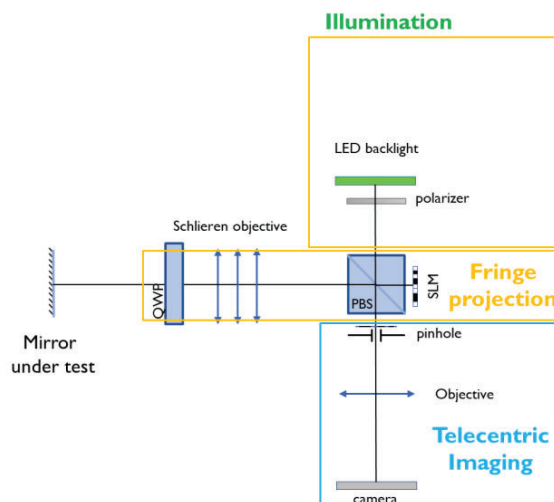 Illumination
LED backlight
polarizer
Schlieren objective
QWP
PBS
SLM
Fringe
projection
Mirror
under test
pinhole
Objective
Telecentric
Imaging
camera